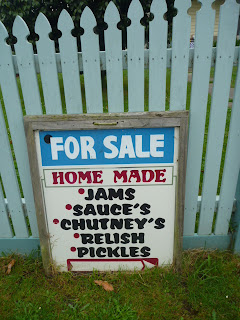 FOR SALE
HOME MADE
•JAMS
•SAUCE'S
•CHUTNEY'S
•RELISH
•PICKLES